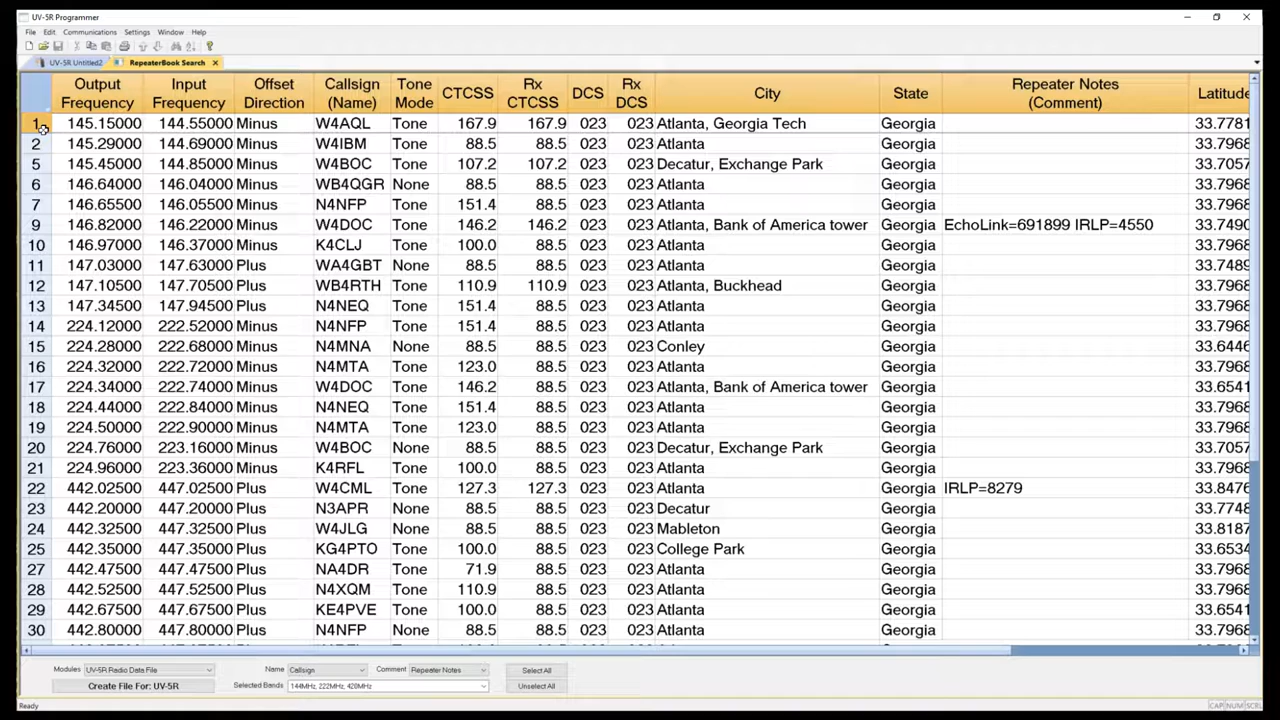 UV-5R Programmer
File Edit Communications Settings Window Help
UV-5R Untitled2 RepeaterBook Search
Output Frequency Input Frequency Offset Direction Callsign (Name) Tone Mode CTCSS Rx CTCSS DCS Rx DCS City State Repeater Notes (Comment) Latitude
1 145.15000 144.55000 Minus W4AQL Tone 167.9 167.9 023 023 Atlanta, Georgia Tech Georgia 33.7781
2 145.29000 144.69000 Minus W4IBM Tone 88.5 88.5 023 023 Atlanta Georgia 33.7968
5 145.45000 144.85000 Minus W4BOC Tone 107.2 107.2 023 023 Decatur, Exchange Park Georgia 33.7057
6 146.64000 146.04000 Minus WB4QGR None 88.5 88.5 023 023 Atlanta Georgia 33.7968
7 146.65500 146.05500 Minus N4NFP Tone 151.4 88.5 023 023 Atlanta Georgia 33.7968
9 146.82000 146.22000 Minus W4DOC Tone 146.2 146.2 023 023 Atlanta, Bank of America tower Georgia EchoLink=691899 IRLP=4550 33.7490
10 146.97000 146.37000 Minus K4CLJ Tone 100.0 88.5 023 023 Atlanta Georgia 33.7968
11 147.03000 147.63000 Plus WA4GBT None 88.5 88.5 023 023 Atlanta Georgia 33.7489
12 147.10500 147.70500 Plus WB4RTH Tone 110.9 110.9 023 023 Atlanta, Buckhead Georgia 33.7968
13 147.34500 147.94500 Plus N4NEQ Tone 151.4 88.5 023 023 Atlanta Georgia 33.7968
14 224.12000 222.52000 Minus N4NFP Tone 151.4 88.5 023 023 Atlanta Georgia 33.7968
15 224.28000 222.68000 Minus N4MNA None 88.5 88.5 023 023 Conley Georgia 33.6446
16 224.32000 222.72000 Minus N4MTA Tone 123.0 88.5 023 023 Atlanta Georgia 33.7968
17 224.34000 222.74000 Minus W4DOC Tone 146.2 88.5 023 023 Atlanta, Bank of America tower Georgia 33.6541
18 224.44000 222.84000 Minus N4NEQ Tone 151.4 88.5 023 023 Atlanta Georgia 33.7968
19 224.50000 222.90000 Minus N4MTA Tone 123.0 88.5 023 023 Atlanta Georgia 33.7968
20 224.76000 223.16000 Minus W4BOC None 88.5 88.5 023 023 Decatur, Exchange Park Georgia 33.7057
21 224.96000 223.36000 Minus K4RFL Tone 100.0 88.5 023 023 Atlanta Georgia 33.7968
22 442.02500 447.02500 Plus W4CML Tone 127.3 127.3 023 023 Atlanta Georgia IRLP=8279 33.8476
23 442.20000 447.20000 Plus N3APR None 88.5 88.5 023 023 Decatur Georgia 33.7748
24 442.32500 447.32500 Plus W4JLG None 88.5 88.5 023 023 Mableton Georgia 33.8187
25 442.35000 447.35000 Plus KG4PTO Tone 100.0 88.5 023 023 College Park Georgia 33.6534
27 442.47500 447.47500 Plus NA4DR Tone 71.9 88.5 023 023 Atlanta Georgia 33.7968
28 442.52500 447.52500 Plus N4XQM Tone 110.9 88.5 023 023 Atlanta Georgia 33.7968
29 442.67500 447.67500 Plus KE4PVE Tone 100.0 88.5 023 023 Atlanta Georgia 33.6541
30 442.80000 447.80000 Plus N4NFP None 88.5 88.5 023 023 Atlanta Georgia 33.7968
Modules UV-5R Radio Data File Name Callsign Comment Repeater Notes Select All
Create File For: UV-5R Selected Bands 144MHz, 222MHz, 420MHz Unselect All
Ready CAP NUM SCRL